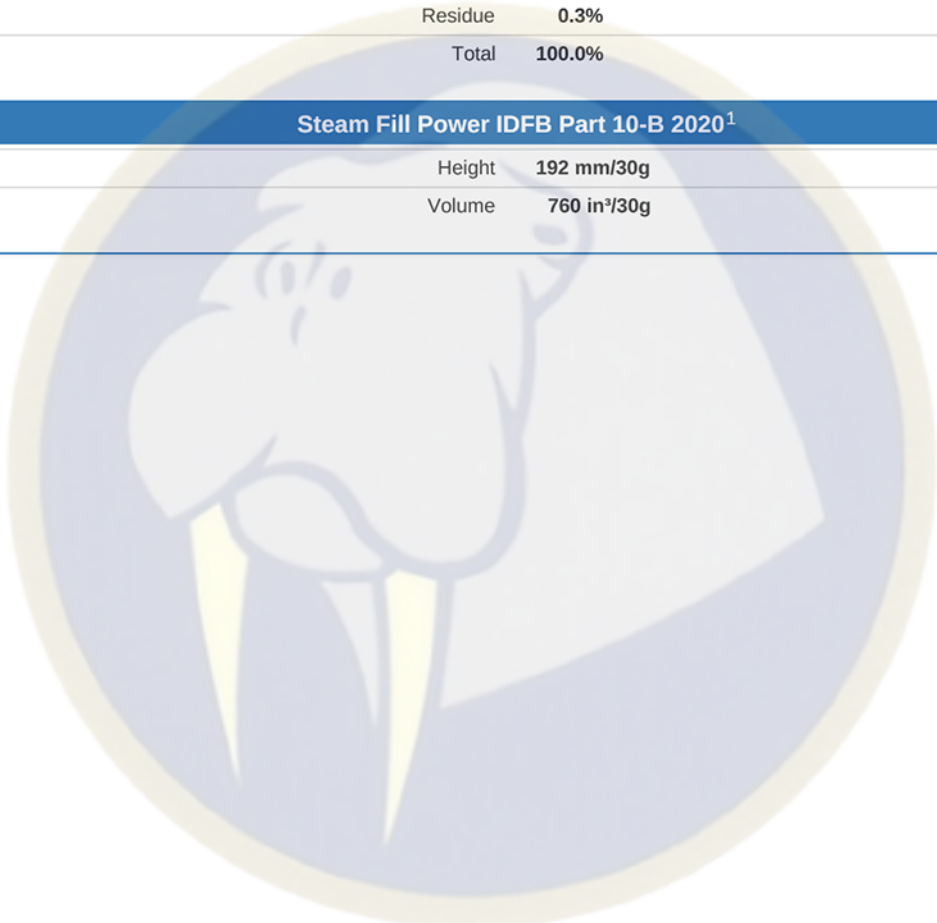 Residue 0.3%
Total 100.0%
Steam Fill Power IDFB Part 10-B 2020¹
Height 192 mm/30g
Volume 760 in³/30g